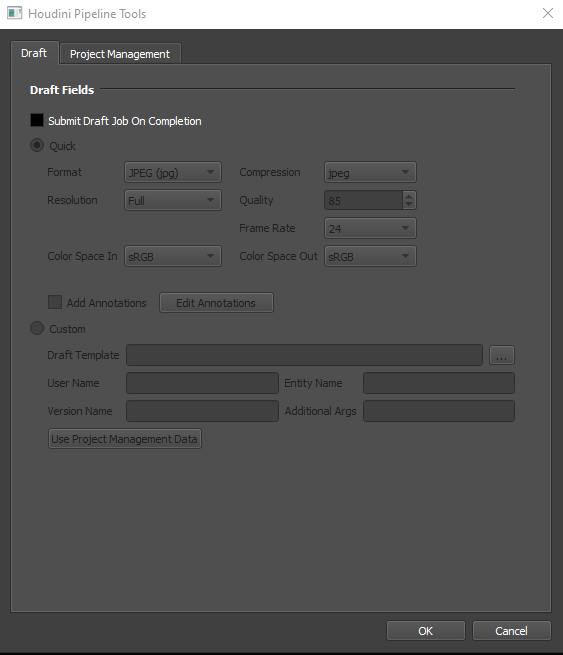 Houdini Pipeline Tools
Draft Project Management
Draft Fields
Submit Draft Job On Completion
Quick
Format JPEG (jpg) Compression jpeg
Resolution Full Quality 85
Frame Rate 24
Color Space In sRGB Color Space Out sRGB
Add Annotations Edit Annotations
Custom
Draft Template ...
User Name Entity Name
Version Name Additional Args
Use Project Management Data
OK Cancel